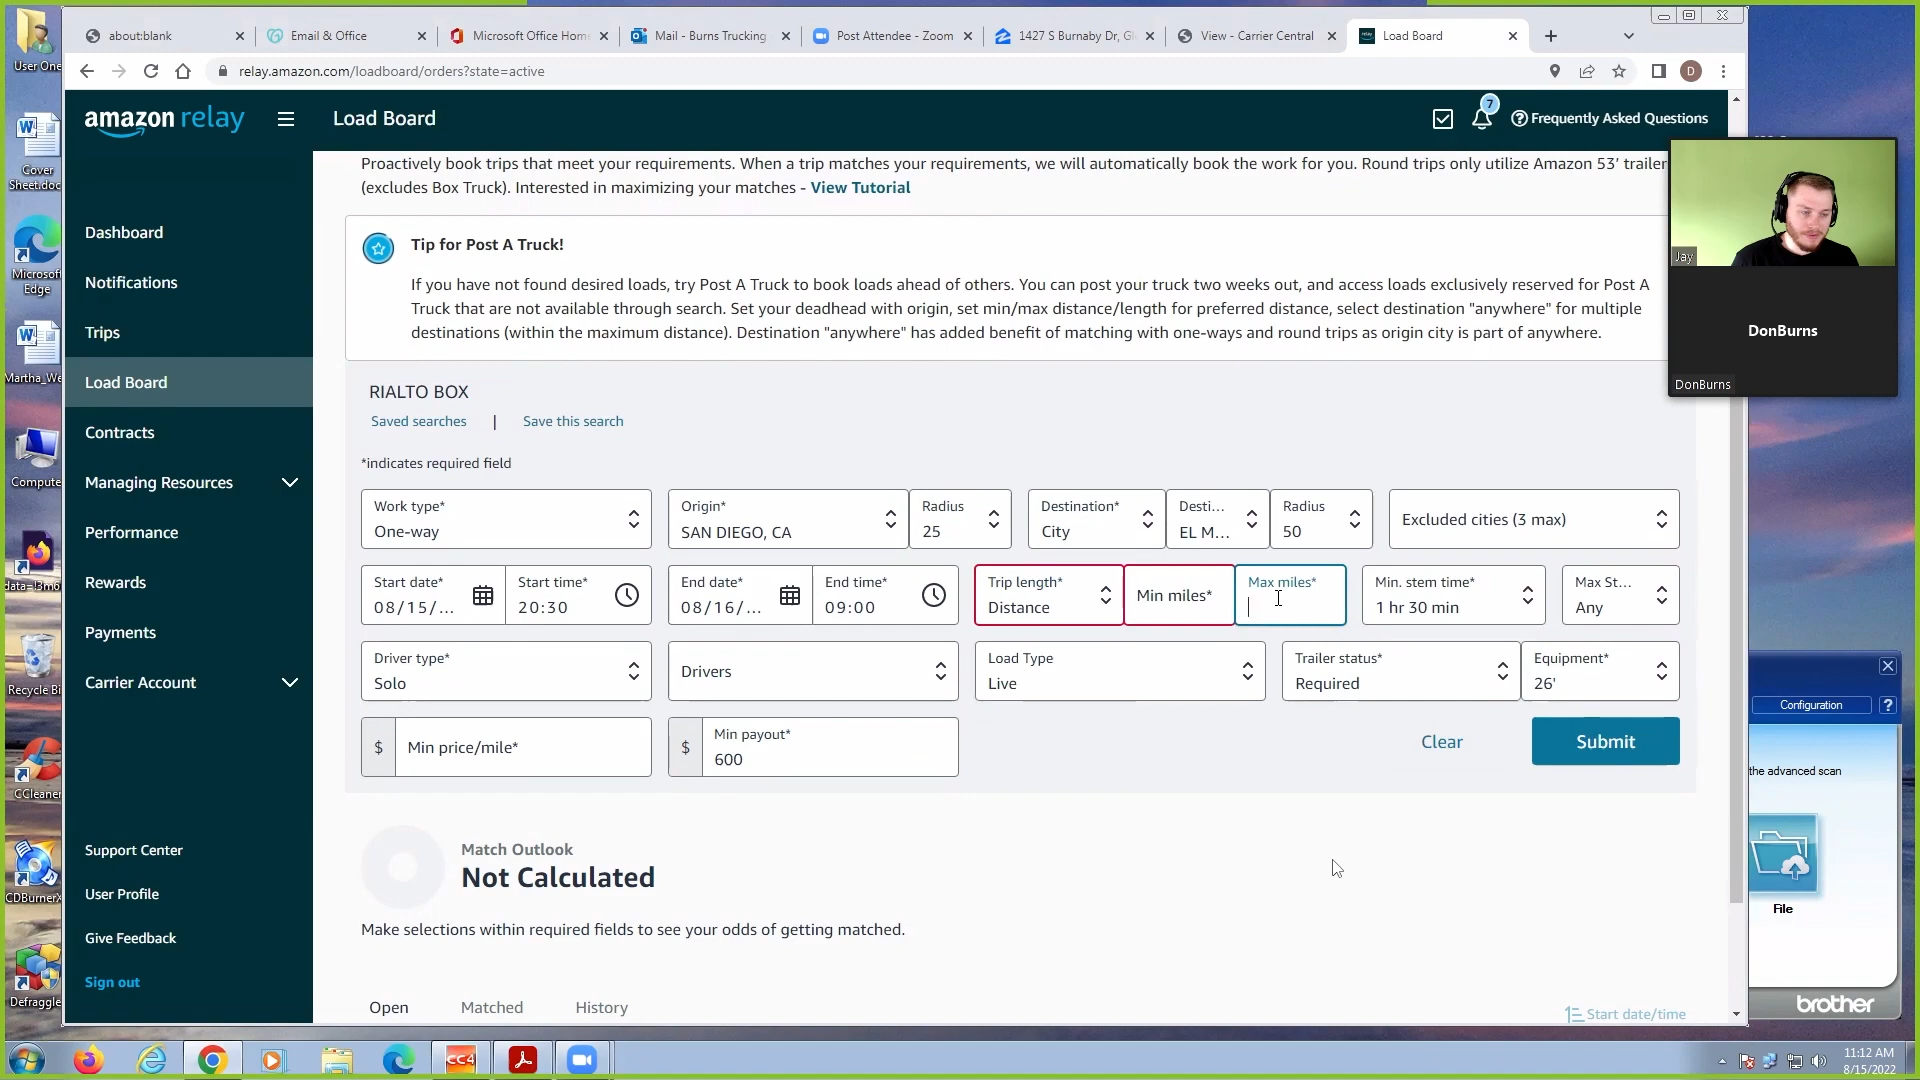 User One
about:blank
Email & Office
Microsoft Office Home
Mail - Burns Trucking
Post Attendee - Zoom
1427 S Burnaby Dr, Gl
View - Carrier Central
Load Board
relay.amazon.com/loadboard/orders?state=active
D
amazon relay
Load Board
7
Frequently Asked Questions
Proactively book trips that meet your requirements. When a trip matches your requirements, we will automatically book the work for you. Round trips only utilize Amazon 53' trailer
(excludes Box Truck). Interested in maximizing your matches - View Tutorial
Tip for Post A Truck!
If you have not found desired loads, try Post A Truck to book loads ahead of others. You can post your truck two weeks out, and access loads exclusively reserved for Post A
Truck that are not available through search. Set your deadhead with origin, set min/max distance/length for preferred distance, select destination "anywhere" for multiple
destinations (within the maximum distance). Destination "anywhere" has added benefit of matching with one-ways and round trips as origin city is part of anywhere.
Jay
DonBurns
DonBurns
Cover
Sheet.doc
Microsoft
Edge
Martha_We
Compute
data=!3m6
Recycle Bi
CCleaner
CDBurnerX
Defraggle
Dashboard
Notifications
Trips
Load Board
Contracts
Managing Resources
Performance
Rewards
Payments
Carrier Account
Support Center
User Profile
Give Feedback
Sign out
RIALTO BOX
Saved searches | Save this search
*indicates required field
Work type*
One-way
Origin*
SAN DIEGO, CA
Radius
25
Destination*
City
Desti...
EL M...
Radius
50
Excluded cities (3 max)
Start date*
08/15/...
Start time*
20:30
End date*
08/16/...
End time*
09:00
Trip length*
Distance
Min miles*
Max miles*
Min. stem time*
1 hr 30 min
Max St...
Any
Driver type*
Solo
Drivers
Load Type
Live
Trailer status*
Required
Equipment*
26'
$ Min price/mile*
$ Min payout*
600
Clear
Submit
Match Outlook
Not Calculated
Make selections within required fields to see your odds of getting matched.
Open Matched History
Start date/time
Configuration
?
the advanced scan
File
brother
CC4
11:12 AM
8/15/2022